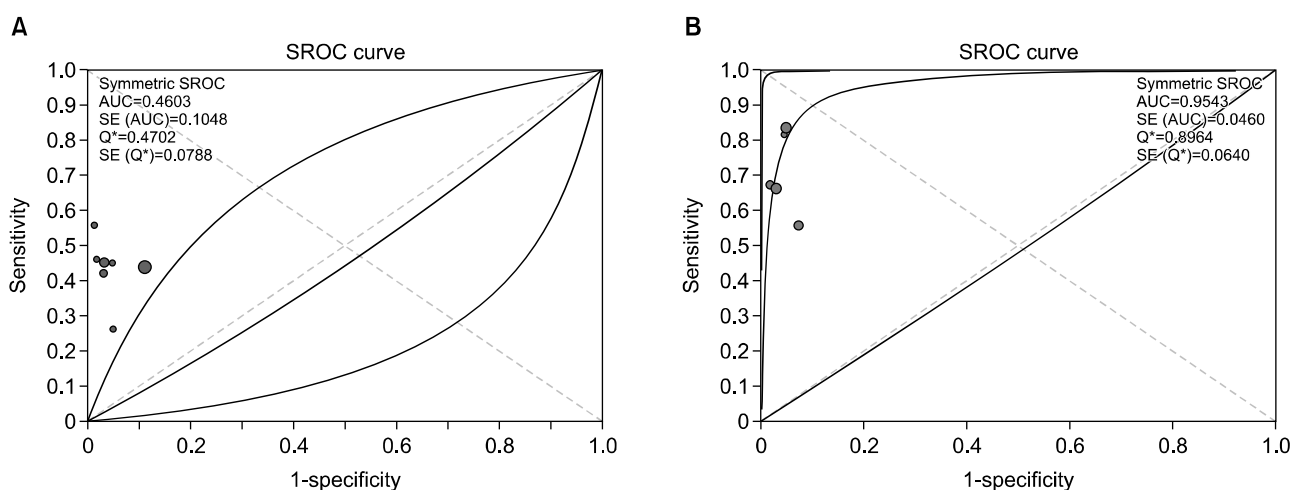 A
SROC curve
Symmetric SROC
AUC=0.4603
SE (AUC)=0.1048
Q*=0.4702
SE (Q*)=0.0788
Sensitivity
1.0
0.9
0.8
0.7
0.6
0.5
0.4
0.3
0.2
0.1
0
0 0.2 0.4 0.6 0.8 1.0
1-specificity
B
SROC curve
Symmetric SROC
AUC=0.9543
SE (AUC)=0.0460
Q*=0.8964
SE (Q*)=0.0640
Sensitivity
1.0
0.9
0.8
0.7
0.6
0.5
0.4
0.3
0.2
0.1
0
0 0.2 0.4 0.6 0.8 1.0
1-specificity